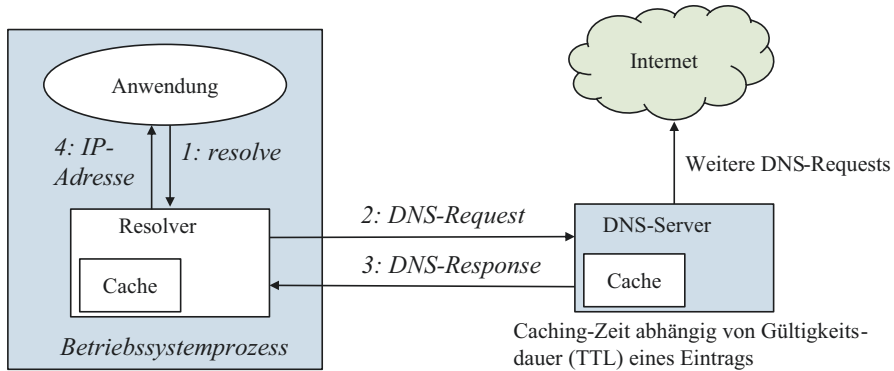 Anwendung
4: IP-
Adresse
1: resolve
Resolver
Cache
Betriebssystemprozess
2: DNS-Request
3: DNS-Response
Internet
Weitere DNS-Requests
DNS-Server
Cache
Caching-Zeit abhängig von Gültigkeits-
dauer (TTL) eines Eintrags